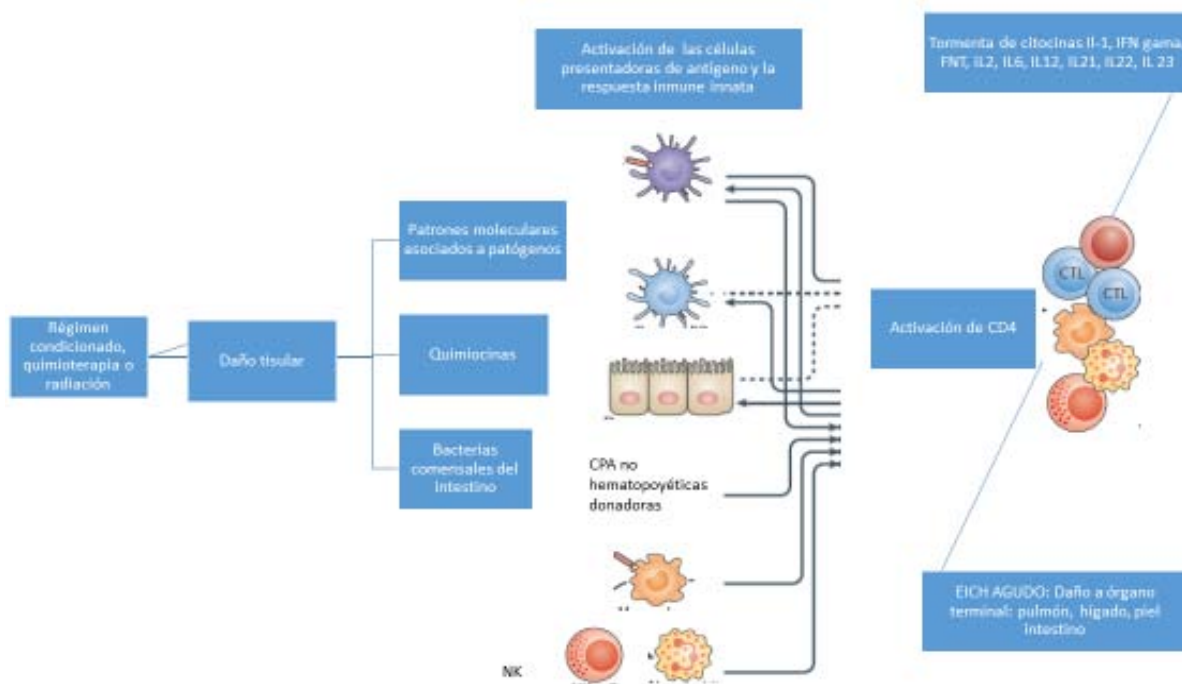 Activación de las células
presentadoras de antígeno y la
respuesta inmune innata
Tormenta de citocinas Il-1, IFN gama,
FNT, IL2, IL6, IL12, IL21, IL22, IL 23
Patrones moleculares
asociados a patógenos
Régimen
condicionado,
quimioterapia o
radiación
Daño tisular
Quimiocinas
Bacterias
comensales del
intestino
CPA no
hematopoyéticas
donadoras
NK
Activación de CD4
CTL
CTL
EICH AGUDO: Daño a órgano
terminal: pulmón, hígado, piel
intestino